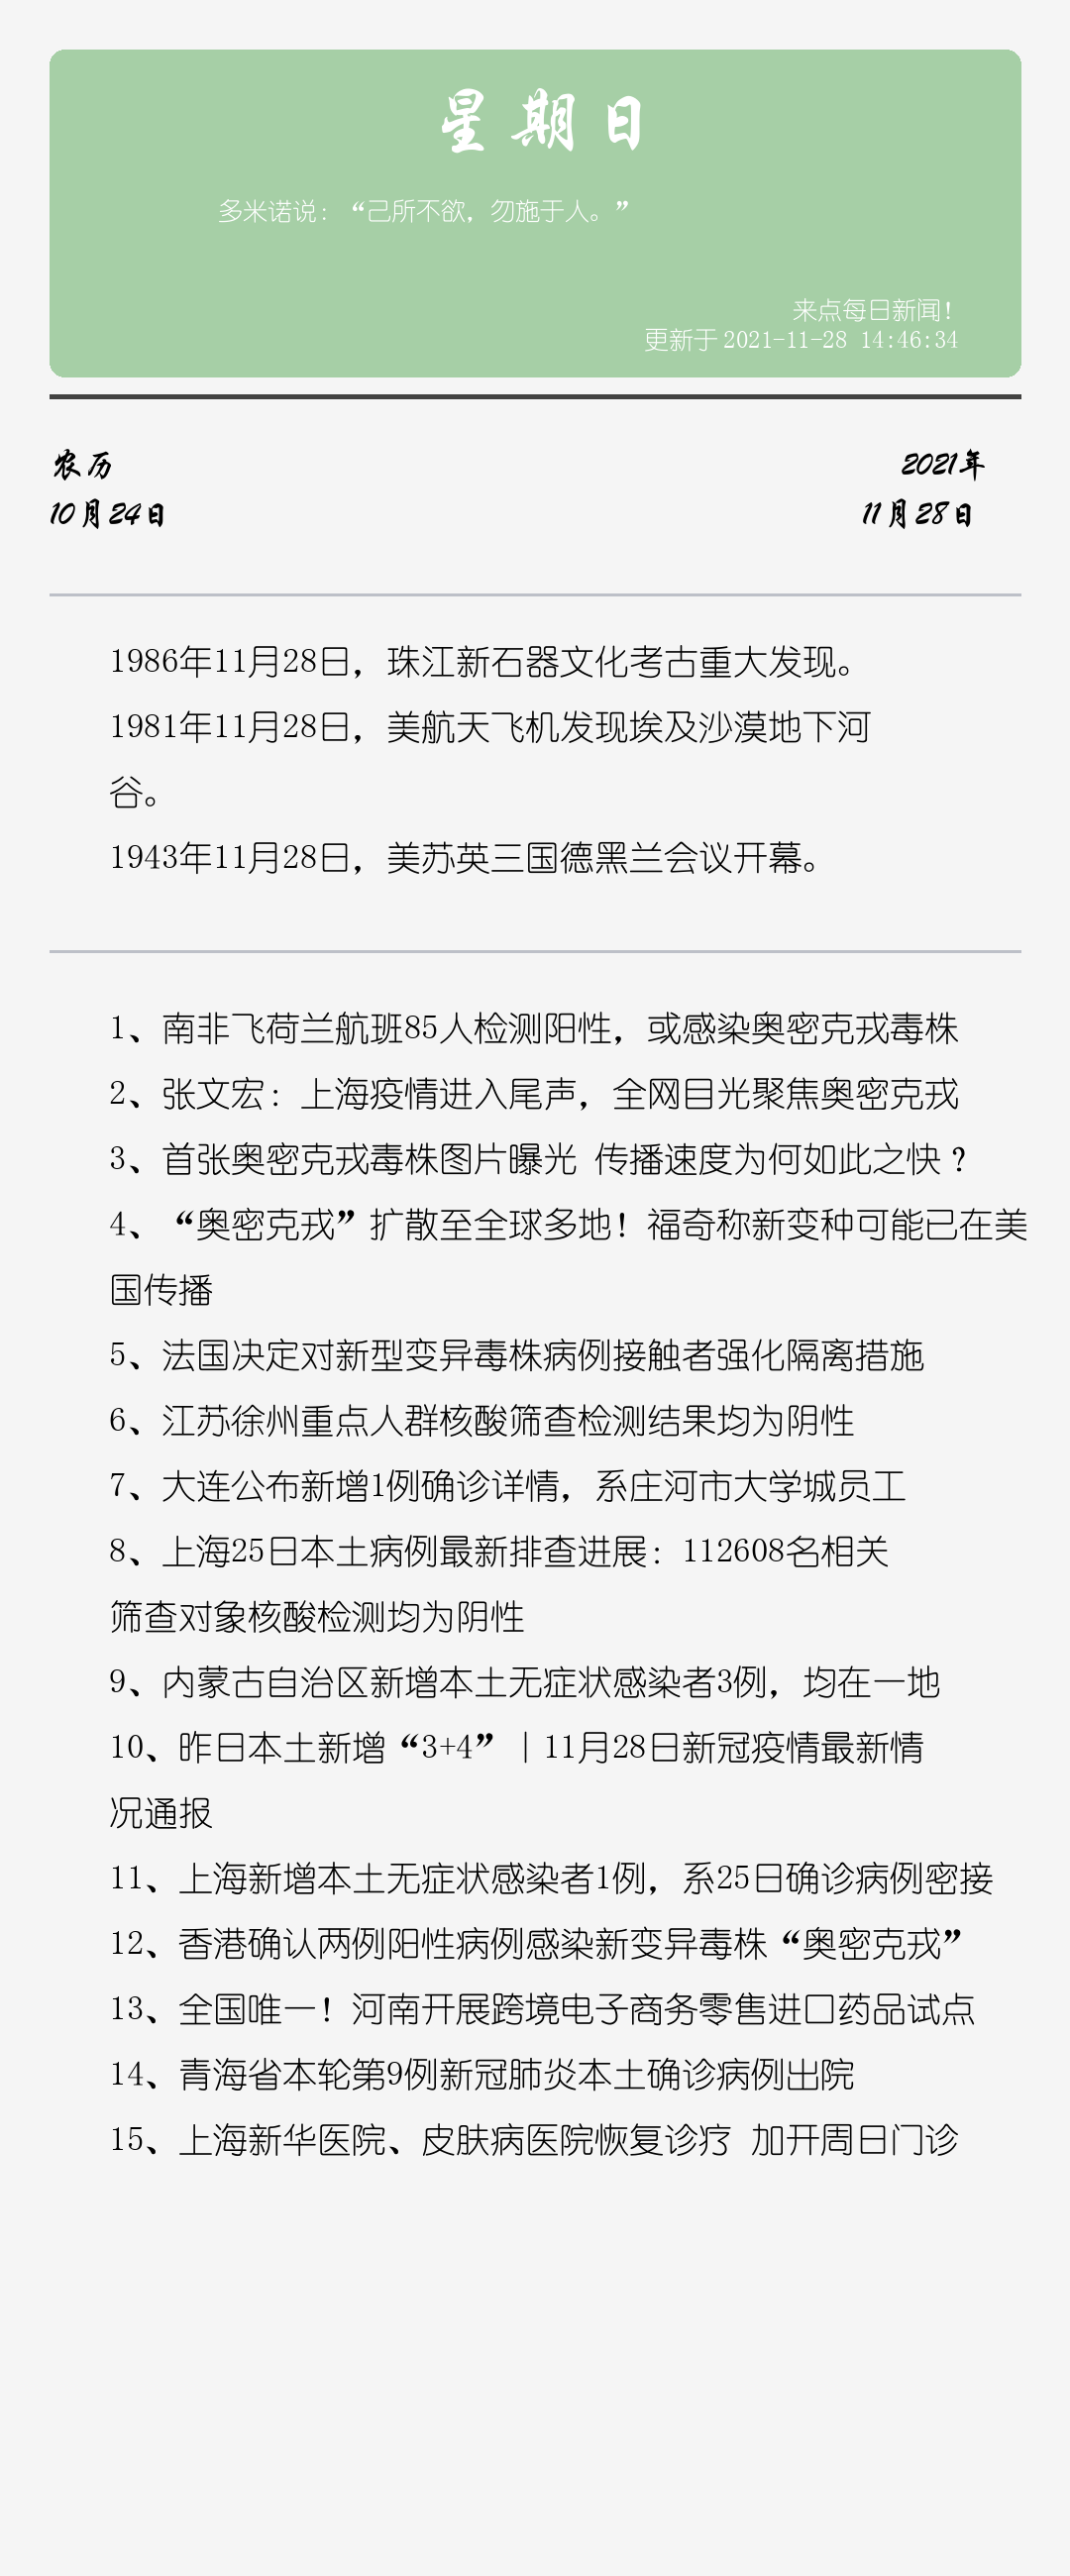 星期日
多米诺说：“己所不欲，勿施于人。”
来点每日新闻！
更新于 2021-11-28 14:46:34
农历
2021年
10月24日
11月28日
1986年11月28日，珠江新石器文化考古重大发现。
1981年11月28日，美航天飞机发现埃及沙漠地下河
谷。
1943年11月28日，美苏英三国德黑兰会议开幕。
1、南非飞荷兰航班85人检测阳性，或感染奥密克戎毒株
2、张文宏：上海疫情进入尾声，全网目光聚焦奥密克戎
3、首张奥密克戎毒株图片曝光 传播速度为何如此之快？
4、“奥密克戎”扩散至全球多地！福奇称新变种可能已在美
国传播
5、法国决定对新型变异毒株病例接触者强化隔离措施
6、江苏徐州重点人群核酸筛查检测结果均为阴性
7、大连公布新增1例确诊详情，系庄河市大学城员工
8、上海25日本土病例最新排查进展：112608名相关
筛查对象核酸检测均为阴性
9、内蒙古自治区新增本土无症状感染者3例，均在一地
10、昨日本土新增“3+4”｜11月28日新冠疫情最新情
况通报
11、上海新增本土无症状感染者1例，系25日确诊病例密接
12、香港确认两例阳性病例感染新变异毒株“奥密克戎”
13、全国唯一！河南开展跨境电子商务零售进口药品试点
14、青海省本轮第9例新冠肺炎本土确诊病例出院
15、上海新华医院、皮肤病医院恢复诊疗 加开周日门诊